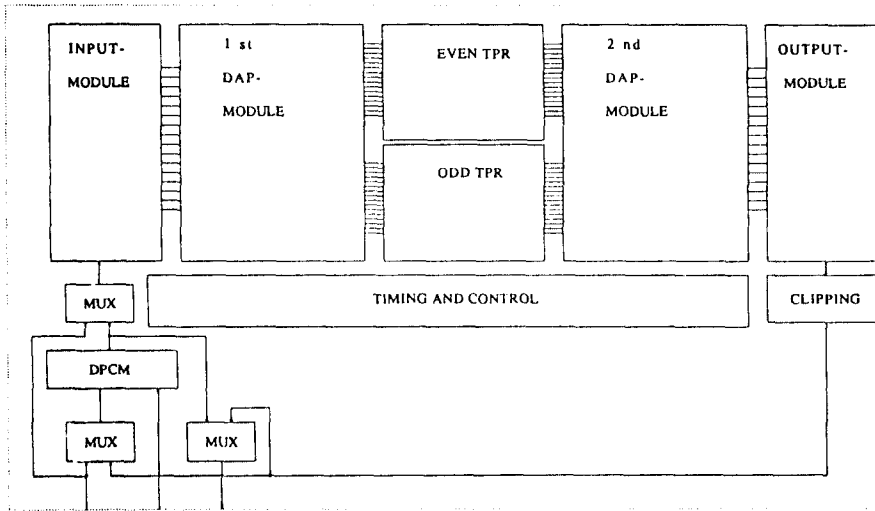 INPUT-
MODULE
1 st
DAP-
MODULE
EVEN TPR
ODD TPR
2 nd
DAP-
MODULE
OUTPUT-
MODULE
MUX
TIMING AND CONTROL
CLIPPING
DPCM
MUX
MUX